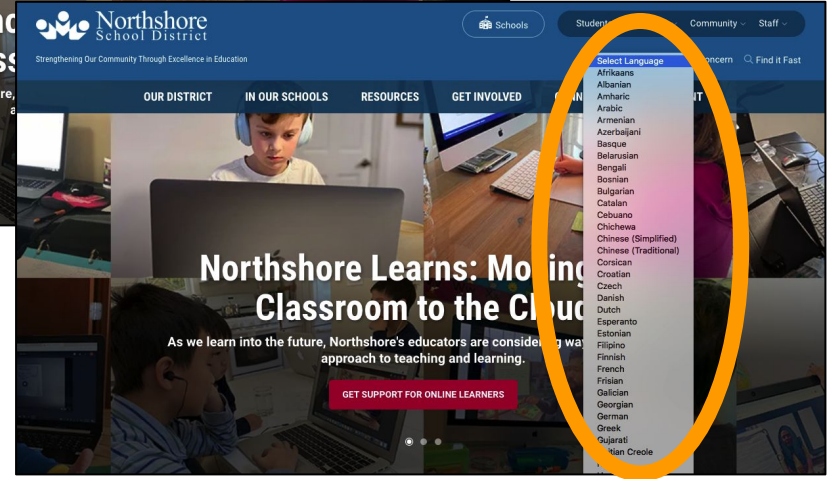 Northshore
School District
Schools
Community
Staff
Strengthening Our Community Through Excellence in Education
Find it Fast
OUR DISTRICT
IN OUR SCHOOLS
RESOURCES
GET INVOLVED
Select Language
Afrikaans
Albanian
Amharic
Arabic
Armenian
Azerbaijani
Basque
Belarusian
Bengali
Bosnian
Bulgarian
Catalan
Cebuano
Chichewa
Chinese (Simplified)
Chinese (Traditional)
Corsican
Croatian
Czech
Danish
Dutch
Esperanto
Estonian
Filipino
Finnish
French
Frisian
Galician
Georgian
German
Greek
Gujarati
Creole
Northshore Learns:
Classroom to the
As we learn into the future, Northshore's educators are considering
approach to teaching and learning.
GET SUPPORT FOR ONLINE LEARNERS